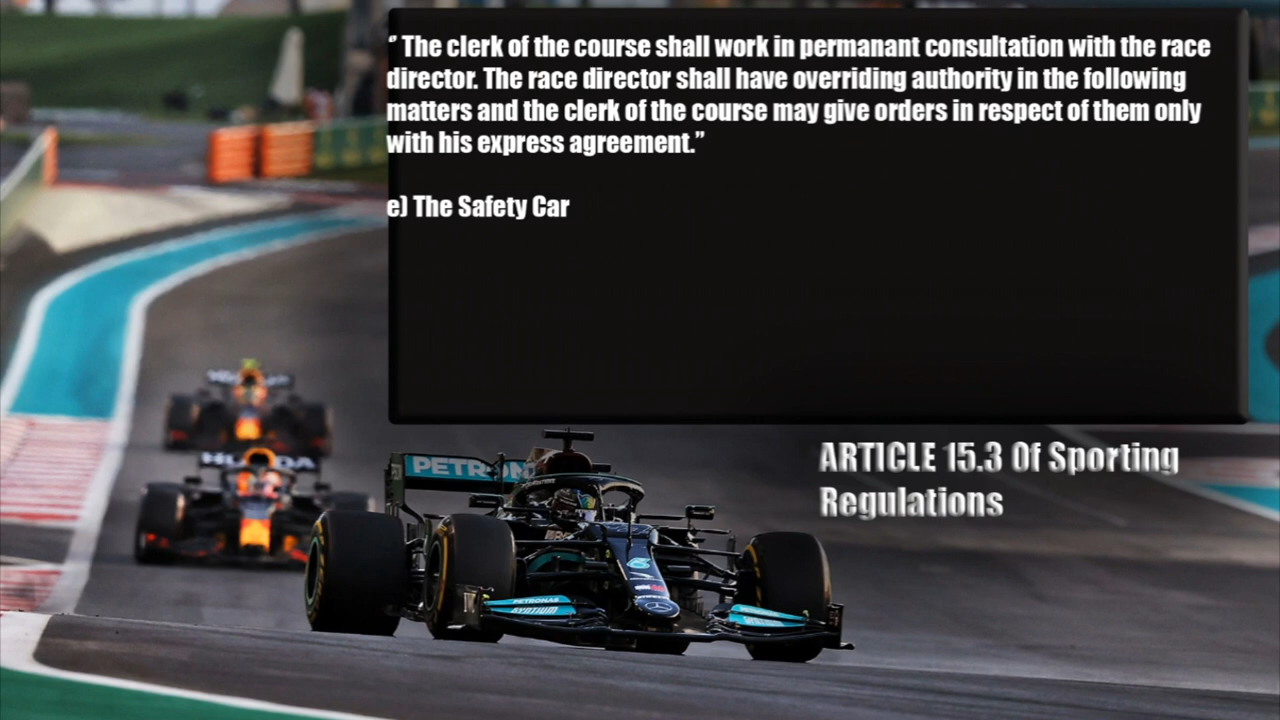 “ The clerk of the course shall work in permanant consultation with the race
director. The race director shall have overriding authority in the following
matters and the clerk of the course may give orders in respect of them only
with his express agreement.”
e) The Safety Car
ARTICLE 15.3 Of Sporting
Regulations
HONDA
PETRONAS
PETRONAS
SYNTIUM